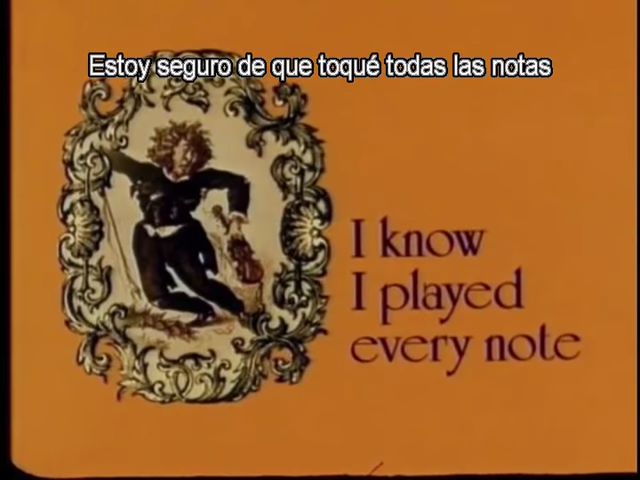 Estoy seguro de que toqué todas las notas
I know
I played
every note